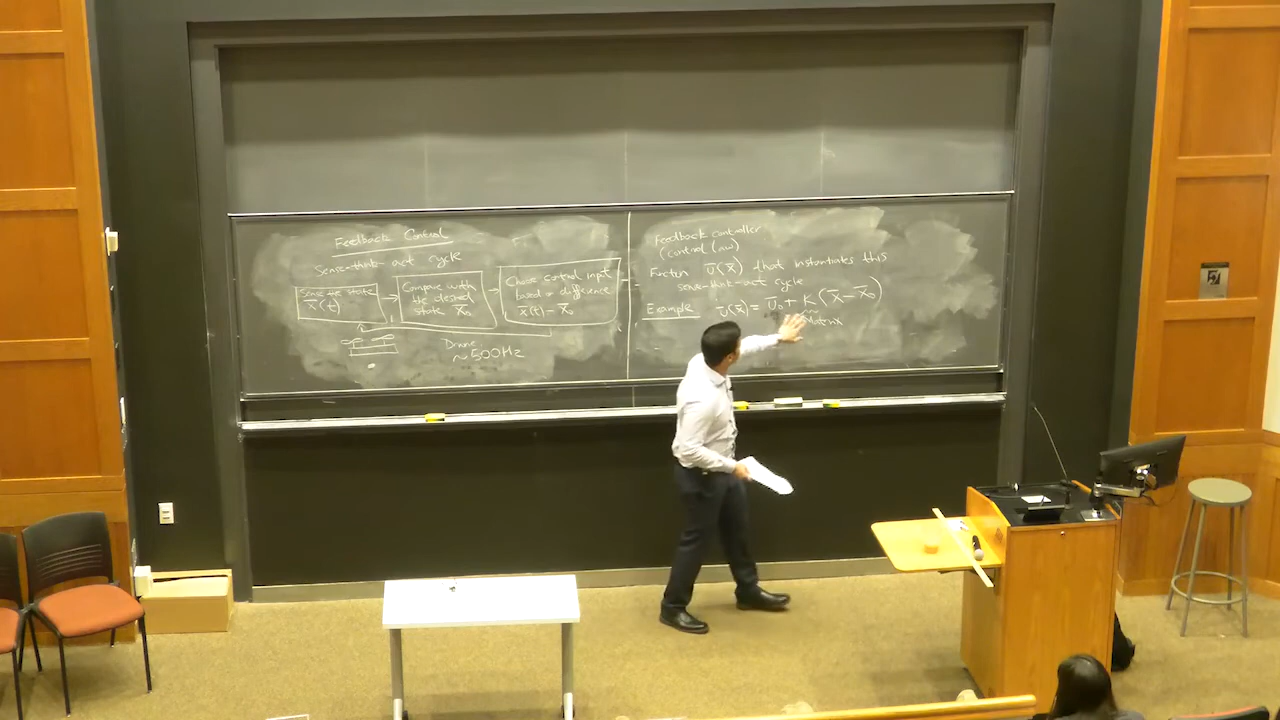 Feedback Control
Sense-think-act cycle
Sense the state
x̄(t)
Compare with
the desired
state x̄₀
Choose control input
based on difference
x̄(t) - x̄₀
Drone
~500Hz
Feedback controller
(control law)
Function ū(x̄) that instantiates this
sense-think-act cycle
Example ū(x̄) = ū₀ + K(x̄ - x̄₀)
Matrix